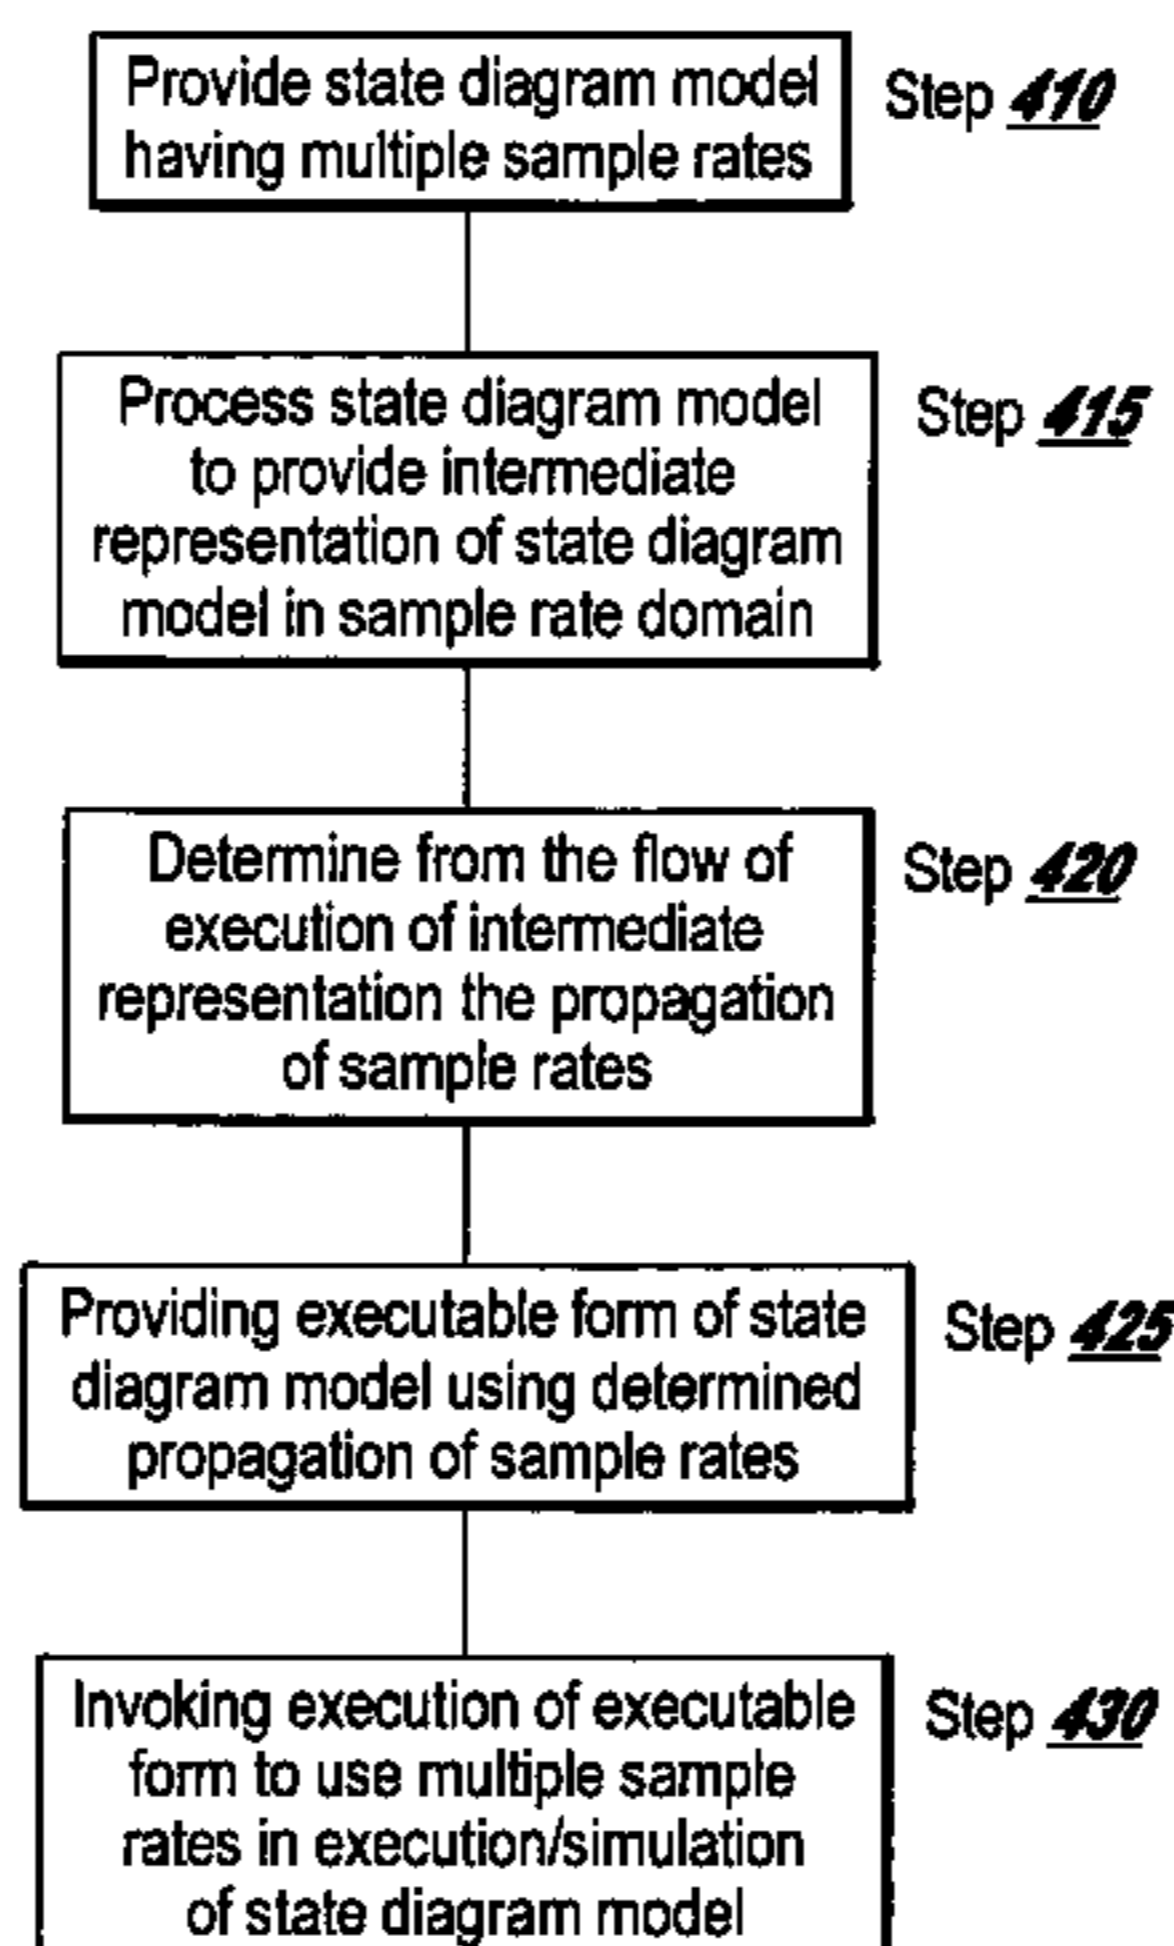 Provide state diagram model
having multiple sample rates
Step 410
Process state diagram model
to provide intermediate
representation of state diagram
model in sample rate domain
Step 415
Determine from the flow of
execution of intermediate
representation the propagation
of sample rates
Step 420
Providing executable form of state
diagram model using determined
propagation of sample rates
Step 425
Invoking execution of executable
form to use multiple sample
rates in execution/simulation
of state diagram model
Step 430